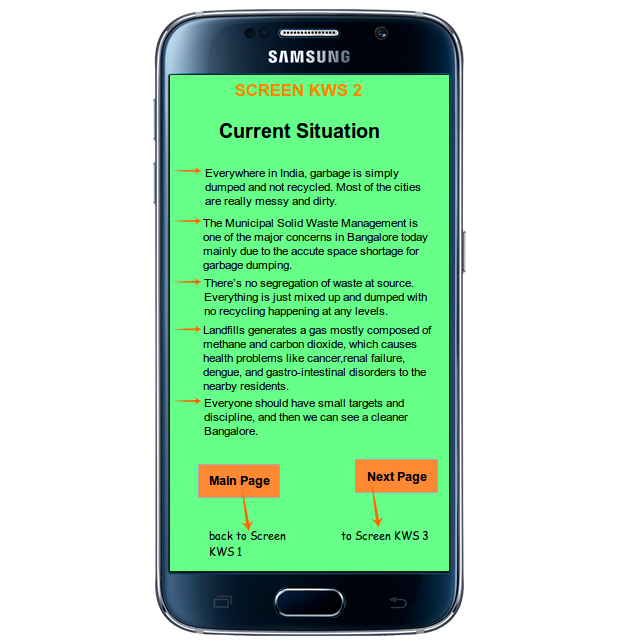 SAMSUNG
SCREEN KWS 2
Current Situation
Everywhere in India, garbage is simply
dumped and not recycled. Most of the cities
are really messy and dirty.
The Municipal Solid Waste Management is
one of the major concerns in Bangalore today
mainly due to the accute space shortage for
garbage dumping.
There's no segregation of waste at source.
Everything is just mixed up and dumped with
no recycling happening at any levels.
Landfills generates a gas mostly composed of
methane and carbon dioxide, which causes
health problems like cancer,renal failure,
dengue, and gastro-intestinal disorders to the
nearby residents.
Everyone should have small targets and
discipline, and then we can see a cleaner
Bangalore.
Main Page
Next Page
back to Screen
KWS 1
to Screen KWS 3